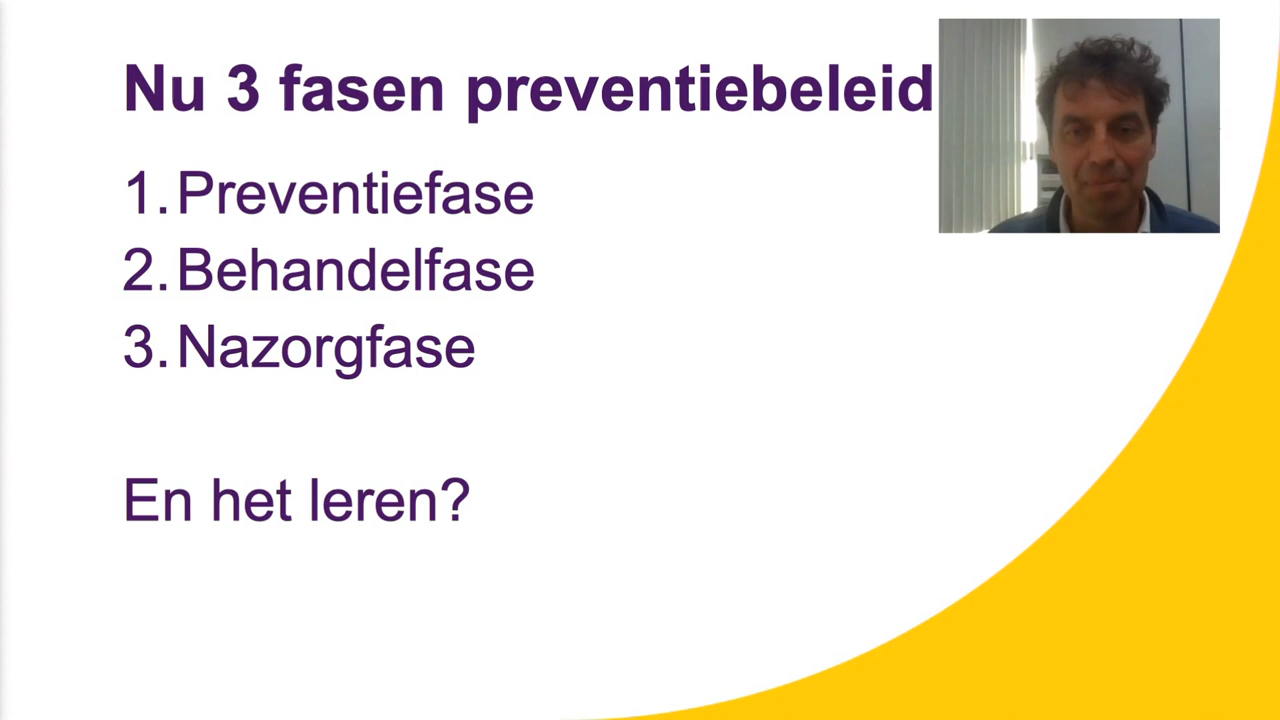 Nu 3 fasen preventiebeleid
1. Preventiefase
2. Behandelfase
3. Nazorgfase
En het leren?